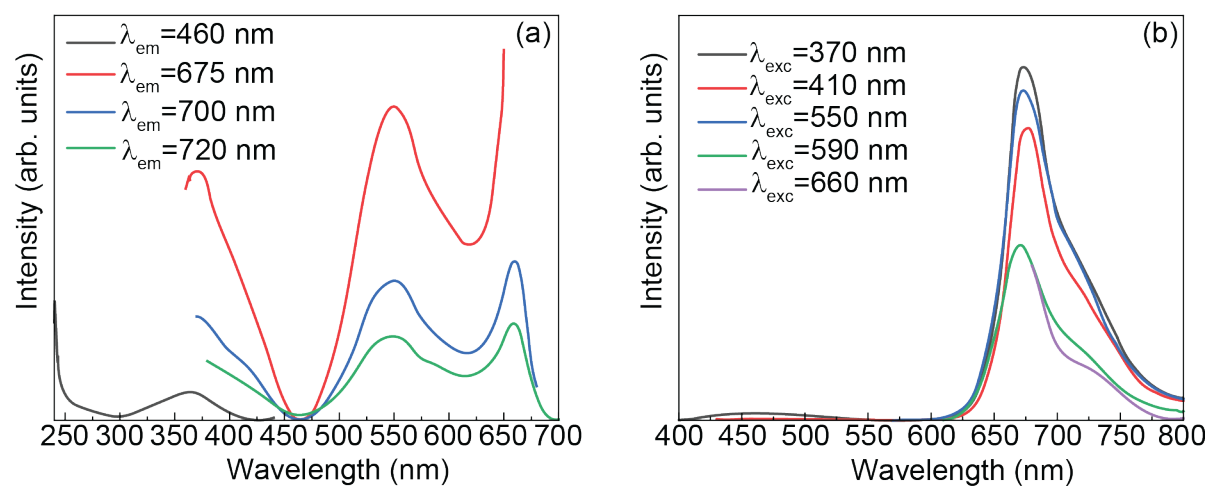 (a)
λem=460 nm
λem=675 nm
λem=700 nm
λem=720 nm
Intensity (arb. units)
250 300 350 400 450 500 550 600 650 700
Wavelength (nm)
(b)
λexc=370 nm
λexc=410 nm
λexc=550 nm
λexc=590 nm
λexc=660 nm
Intensity (arb. units)
400 450 500 550 600 650 700 750 800
Wavelength (nm)